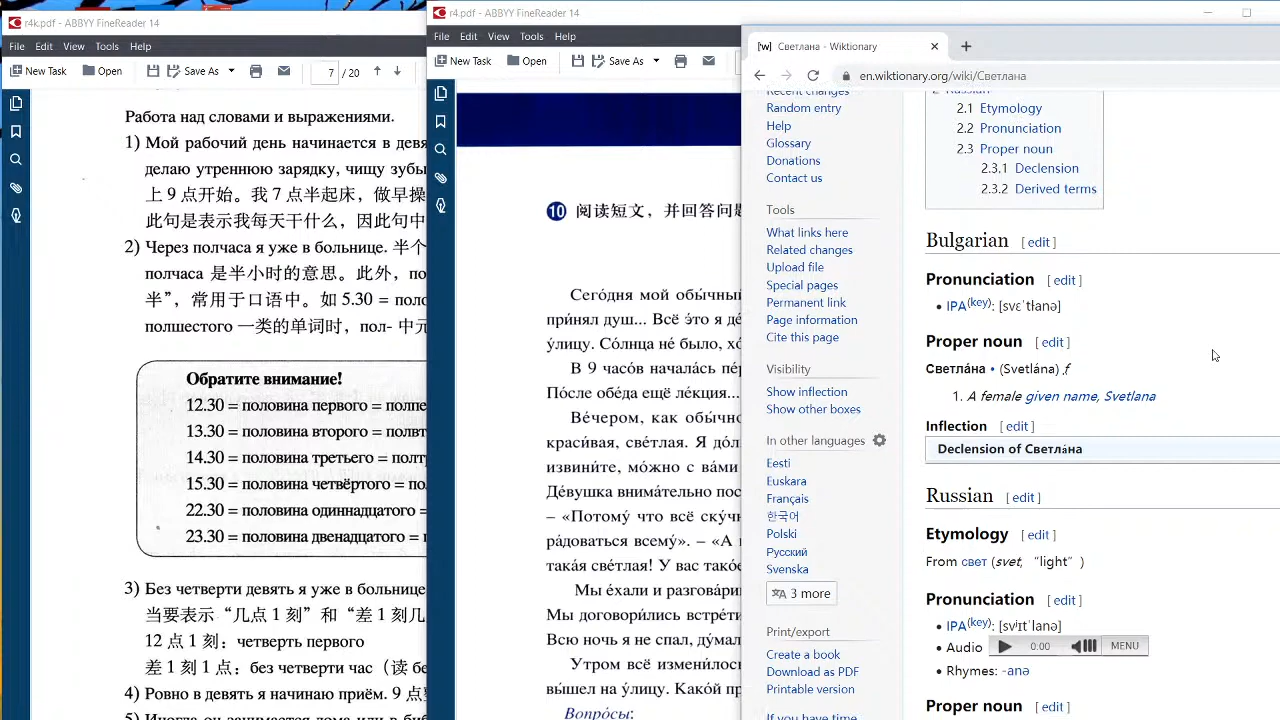 r4k.pdf - ABBYY FineReader 14
File Edit View Tools Help
New Task Open Save As 7 / 20
Работа над словами и выражениями.
1) Мой рабочий день начинается в девя
делаю утреннюю зарядку, чищу зубы
上 9 点开始。我 7 点半起床，做早操
此句是表示我每天干什么，因此句中
2) Через полчаса я уже в больнице. 半个
полчаса 是半小时的意思。此外，по
半”，常用于口语中。如 5.30 = поло
полшестого 一类的单词时，пол- 中元
Обратите внимание!
12.30 = половина первого = полпе
13.30 = половина второго = полвт
14.30 = половина третьего = полт
15.30 = половина четвёртого = по
22.30 = половина одиннадцатого =
23.30 = половина двенадцатого =
3) Без четверти девять я уже в больнице
当要表示“几点 1 刻”和“差 1 刻几
12 点 1 刻：четверть первого
差 1 刻 1 点：без четверти час（读 бе
4) Ровно в девять я начинаю приём. 9 点
r4.pdf - ABBYY FineReader 14
File Edit View Tools Help
New Task Open Save As
10 阅读短文，并回答问题
Сего́дня мой обы́чный
при́нял душ... Всё э́то я де́
у́лицу. Со́лнца не́ было, хо́
В 9 часо́в начала́сь пе́р
По́сле обе́да ещё ле́кция...
Ве́чером, как обы́чно
краси́вая, све́тлая. Я до́л
извини́те, мо́жно с ва́ми
Де́вушка внима́тельно пос
– «Потому́ что всё ску́чн
ра́доваться всему́». – «А
така́я све́тлая! У вас тако́е
Мы е́хали и разгова́ри
Мы договори́лись встре́ти
Всю ночь я не спал, ду́мал
Утром всё измени́лось
вы́шел на у́лицу. Како́й пр
Вопро́сы:
[w] Светлана - Wiktionary
en.wiktionary.org/wiki/Светлана
Recent changes
Random entry
Help
Glossary
Donations
Contact us
Tools
What links here
Related changes
Upload file
Special pages
Permanent link
Page information
Cite this page
Visibility
Show inflection
Show other boxes
In other languages
Eesti
Euskara
Français
한국어
Polski
Русский
Svenska
3 more
Print/export
Create a book
Download as PDF
Printable version
If you have time
2 Russian
2.1 Etymology
2.2 Pronunciation
2.3 Proper noun
2.3.1 Declension
2.3.2 Derived terms
Bulgarian [ edit ]
Pronunciation [ edit ]
• IPA(key): [svɛˈtɫanə]
Proper noun [ edit ]
Светла́на • (Svetlána) f
1. A female given name, Svetlana
Inflection [ edit ]
Declension of Светла́на
Russian [ edit ]
Etymology [ edit ]
From свет (svet, “light”)
Pronunciation [ edit ]
• IPA(key): [svʲɪtˈɫanə]
• Audio 0:00 MENU
• Rhymes: -anə
Proper noun [ edit ]